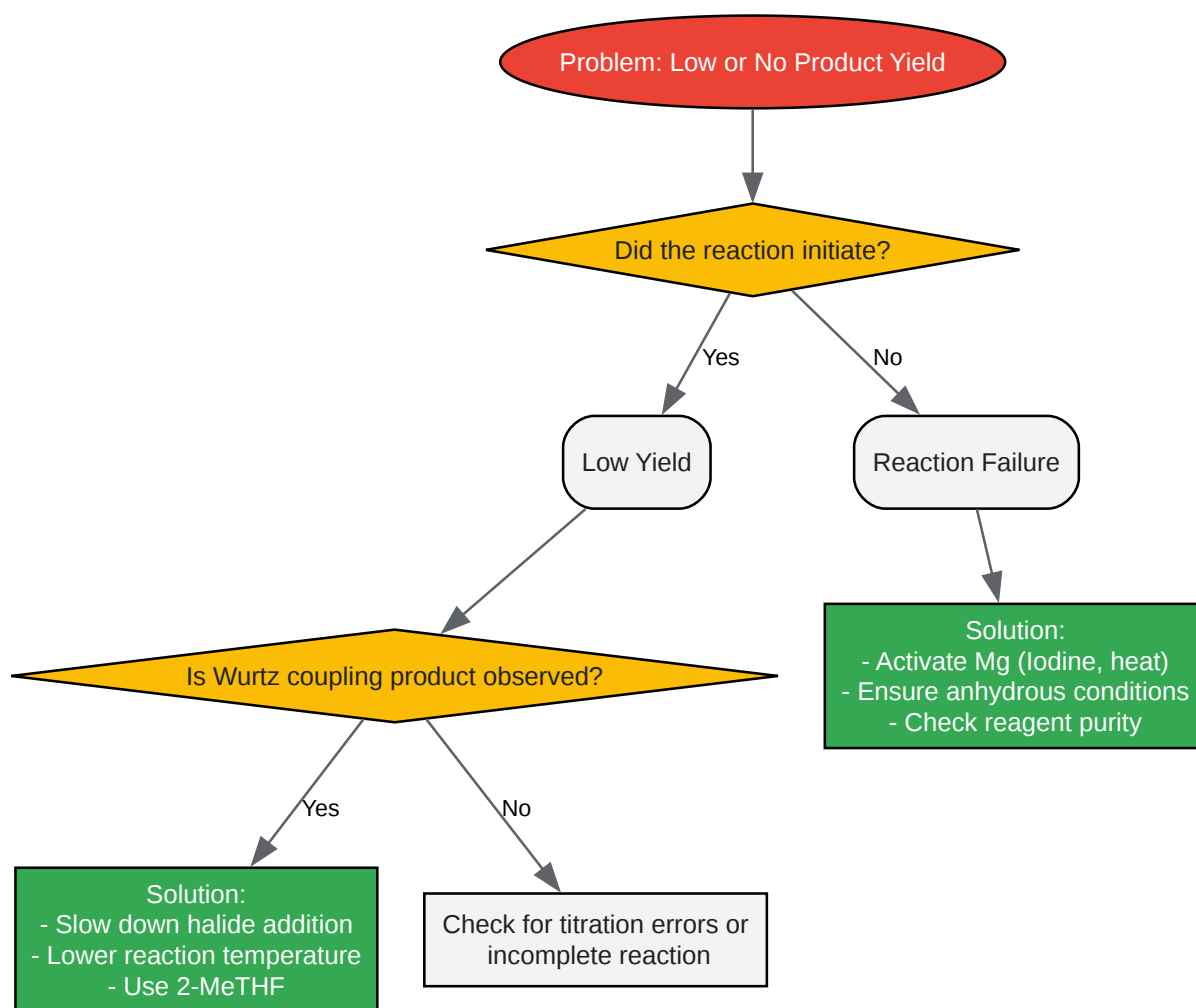 Problem: Low or No Product Yield
Did the reaction initiate?
Yes
No
Low Yield
Reaction Failure
Is Wurtz coupling product observed?
Solution:
- Activate Mg (Iodine, heat)
- Ensure anhydrous conditions
- Check reagent purity
Yes
No
Solution:
- Slow down halide addition
- Lower reaction temperature
- Use 2-MeTHF
Check for titration errors or
incomplete reaction